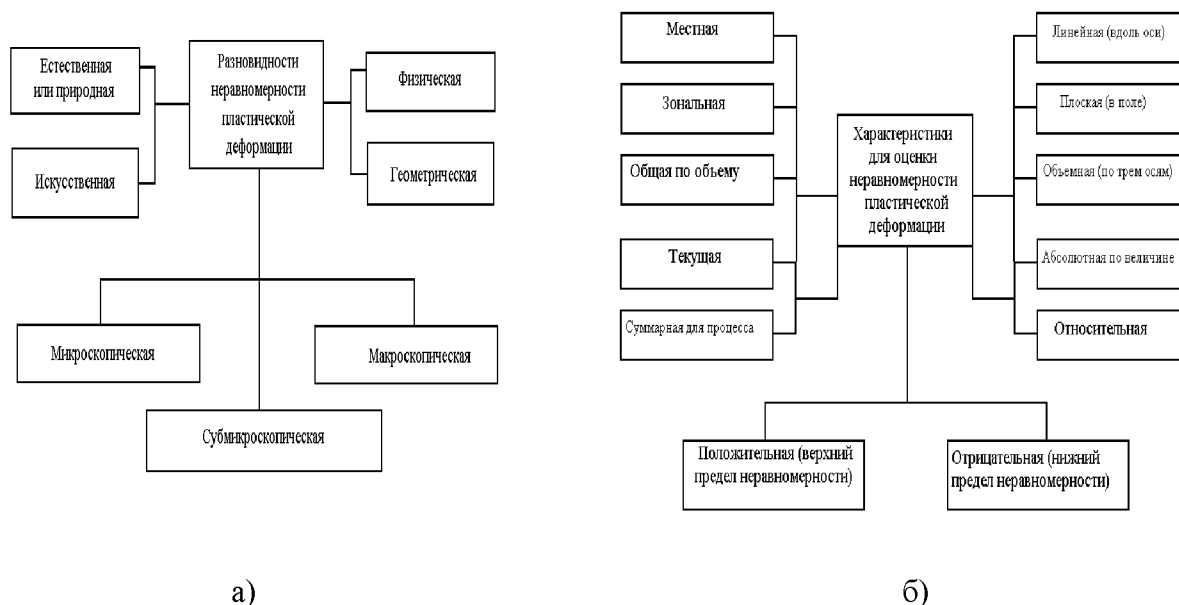 Естественная
или природная
Искусственная
Разновидности
неравномерности
пластической
деформации
Физическая
Геометрическая
Микроскопическая
Макроскопическая
Субмикроскопическая
а)
Местная
Зональная
Общая по объему
Текущая
Суммарная для процесса
Характеристики
для оценки
неравномерности
пластической
деформации
Линейная (вдоль оси)
Плоская (в поле)
Объемная (по трем осям)
Абсолютная по величине
Относительная
Положительная (верхний
предел неравномерности)
Отрицательная (нижний
предел неравномерности)
б)